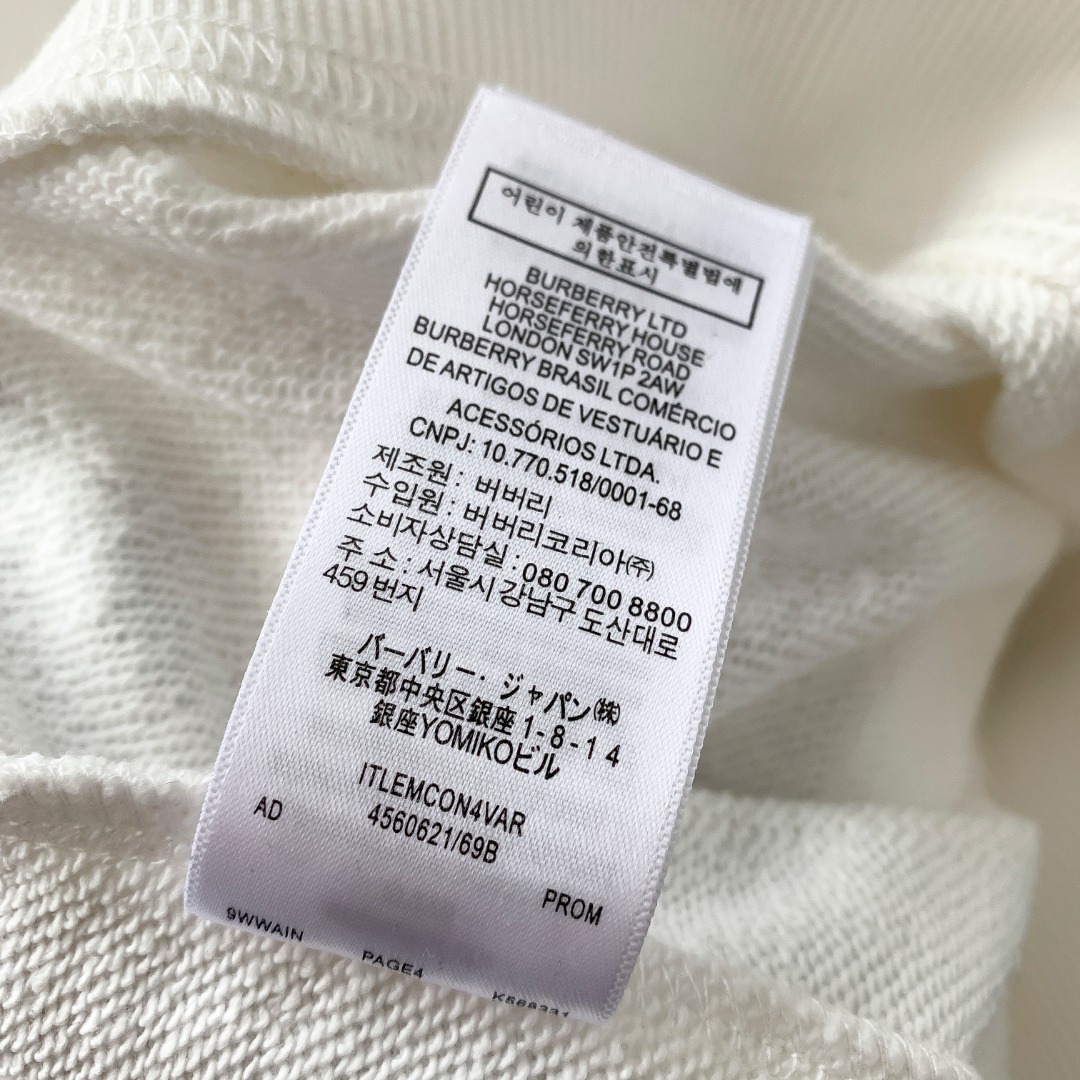 어린이 제품안전특별법에
의한표시
BURBERRY LTD
HORSEFERRY HOUSE
HORSEFERRY ROAD
LONDON SW1P 2AW
BURBERRY BRASIL COMÉRCIO
DE ARTIGOS DE VESTUÁRIO E
ACESSÓRIOS LTDA.
CNPJ: 10.770.518/0001-68
제조원 : 버버리
수입원 : 버버리코리아㈜
소비자상담실 : 080 700 8800
주 소 : 서울시 강남구 도산대로
459 번지
バーバリー．ジャパン㈱
東京都中央区銀座 1 - 8 - 1 4
銀座YOMIKOビル
ITLEMCON4VAR
AD
4560621/69B
PROM
9WWAIN
PAGE4